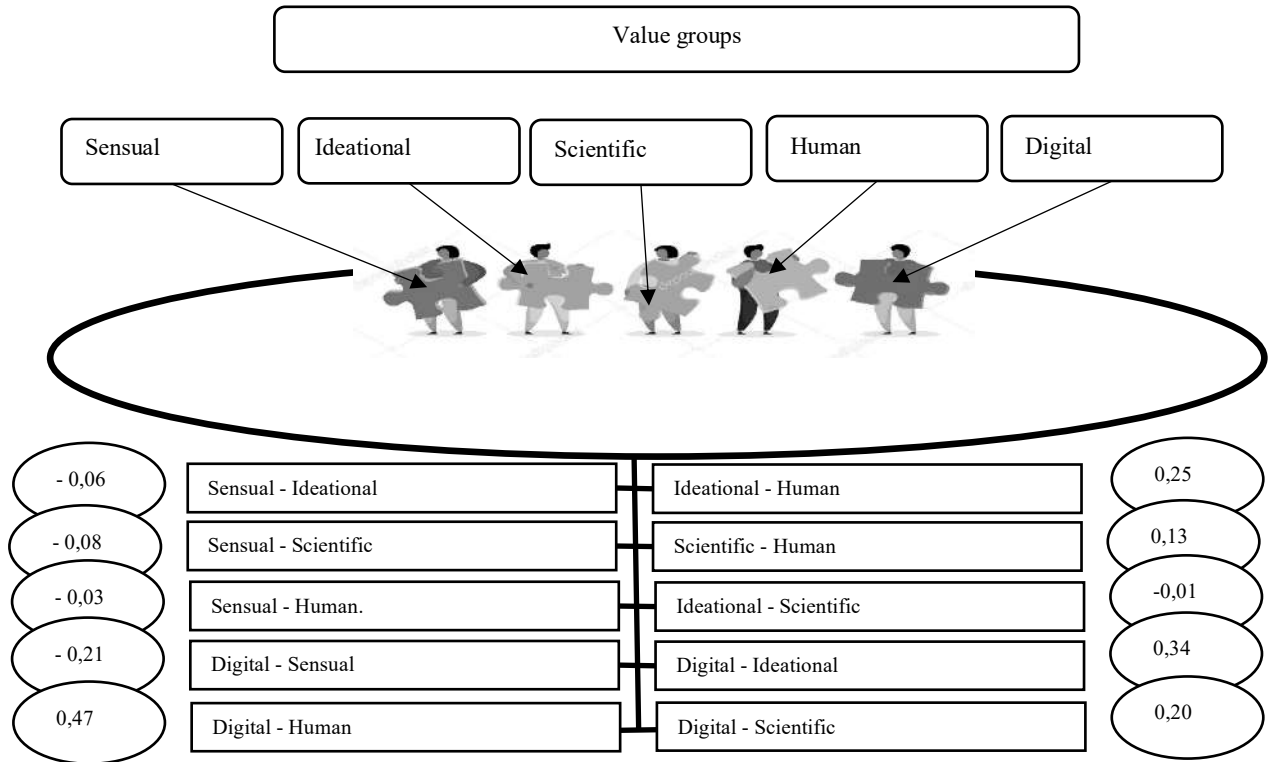 Value groups
Sensual
Ideational
Scientific
Human
Digital
- 0,06
Sensual - Ideational
Ideational - Human
0,25
- 0,08
Sensual - Scientific
Scientific - Human
0,13
- 0,03
Sensual - Human.
Ideational - Scientific
-0,01
- 0,21
Digital - Sensual
Digital - Ideational
0,34
0,47
Digital - Human
Digital - Scientific
0,20